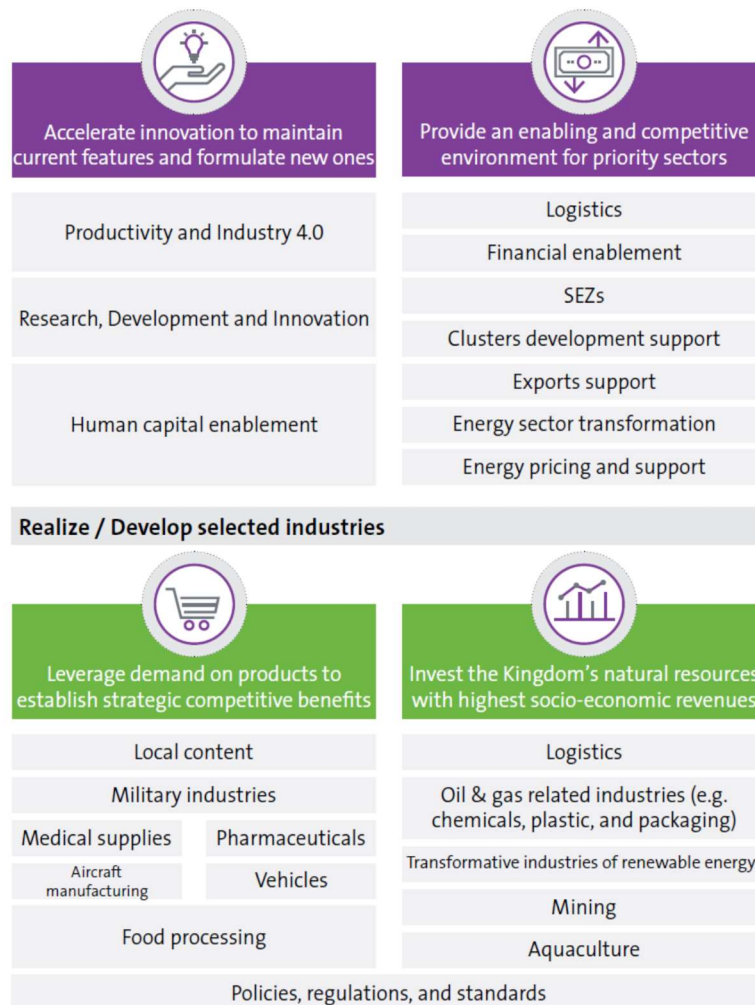 Accelerate innovation to maintain
current features and formulate new ones
Productivity and Industry 4.0
Research, Development and Innovation
Human capital enablement
Provide an enabling and competitive
environment for priority sectors
Logistics
Financial enablement
SEZs
Clusters development support
Exports support
Energy sector transformation
Energy pricing and support
Realize / Develop selected industries
Leverage demand on products to
establish strategic competitive benefits
Local content
Military industries
Medical supplies
Pharmaceuticals
Aircraft
manufacturing
Vehicles
Food processing
Invest the Kingdom's natural resources
with highest socio-economic revenues
Logistics
Oil & gas related industries (e.g.
chemicals, plastic, and packaging)
Transformative industries of renewable energy
Mining
Aquaculture
Policies, regulations, and standards